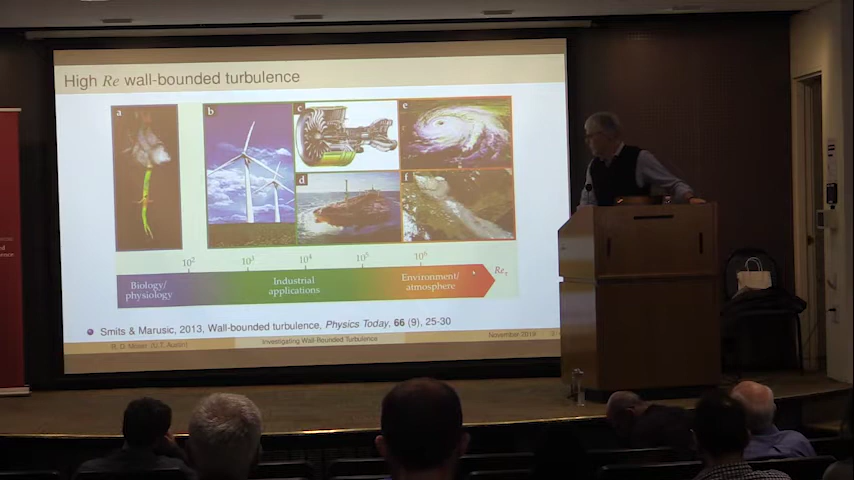 High Re wall-bounded turbulence
a
b
c
d
e
f
10² 10³ 10⁴ 10⁵ 10⁶
Reτ
Biology/
physiology
Industrial
applications
Environment/
atmosphere
Smits & Marusic, 2013, Wall-bounded turbulence, Physics Today, 66 (9), 25-30
R. D. Moser (U.T. Austin) Investigating Wall-Bounded Turbulence November 2019 2